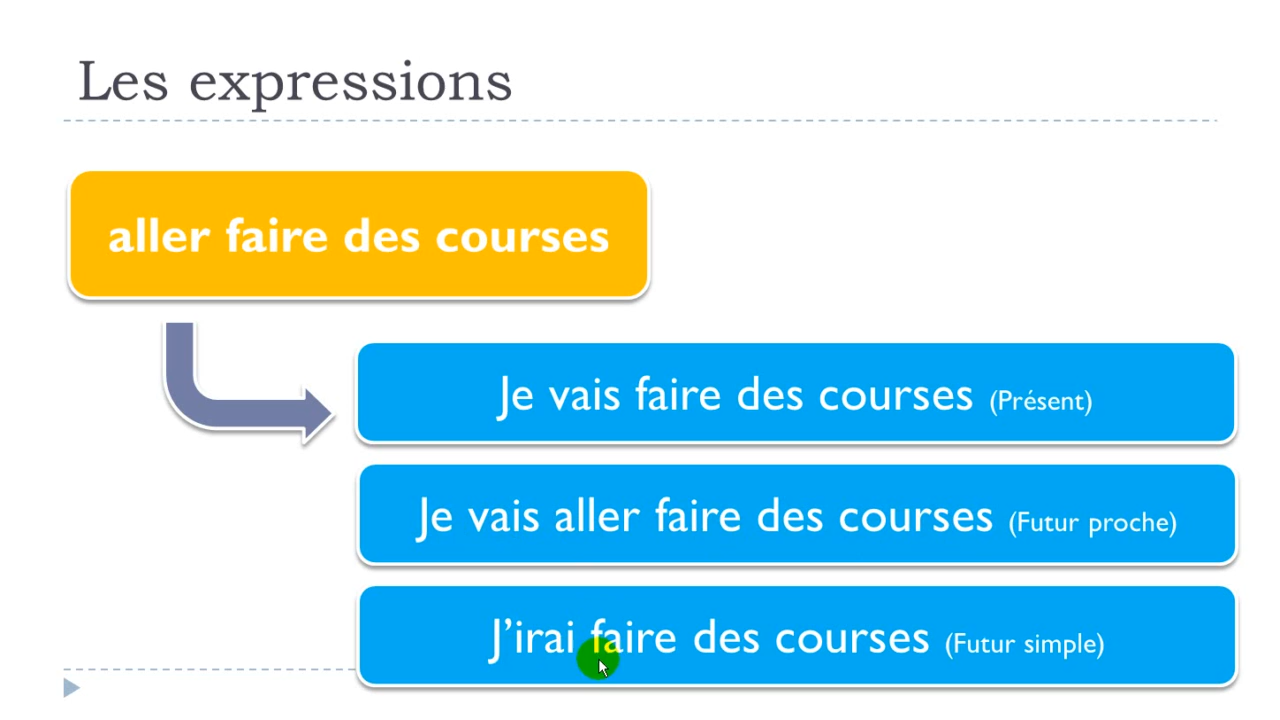 Les expressions
aller faire des courses
Je vais faire des courses (Présent)
Je vais aller faire des courses (Futur proche)
J’irai faire des courses (Futur simple)